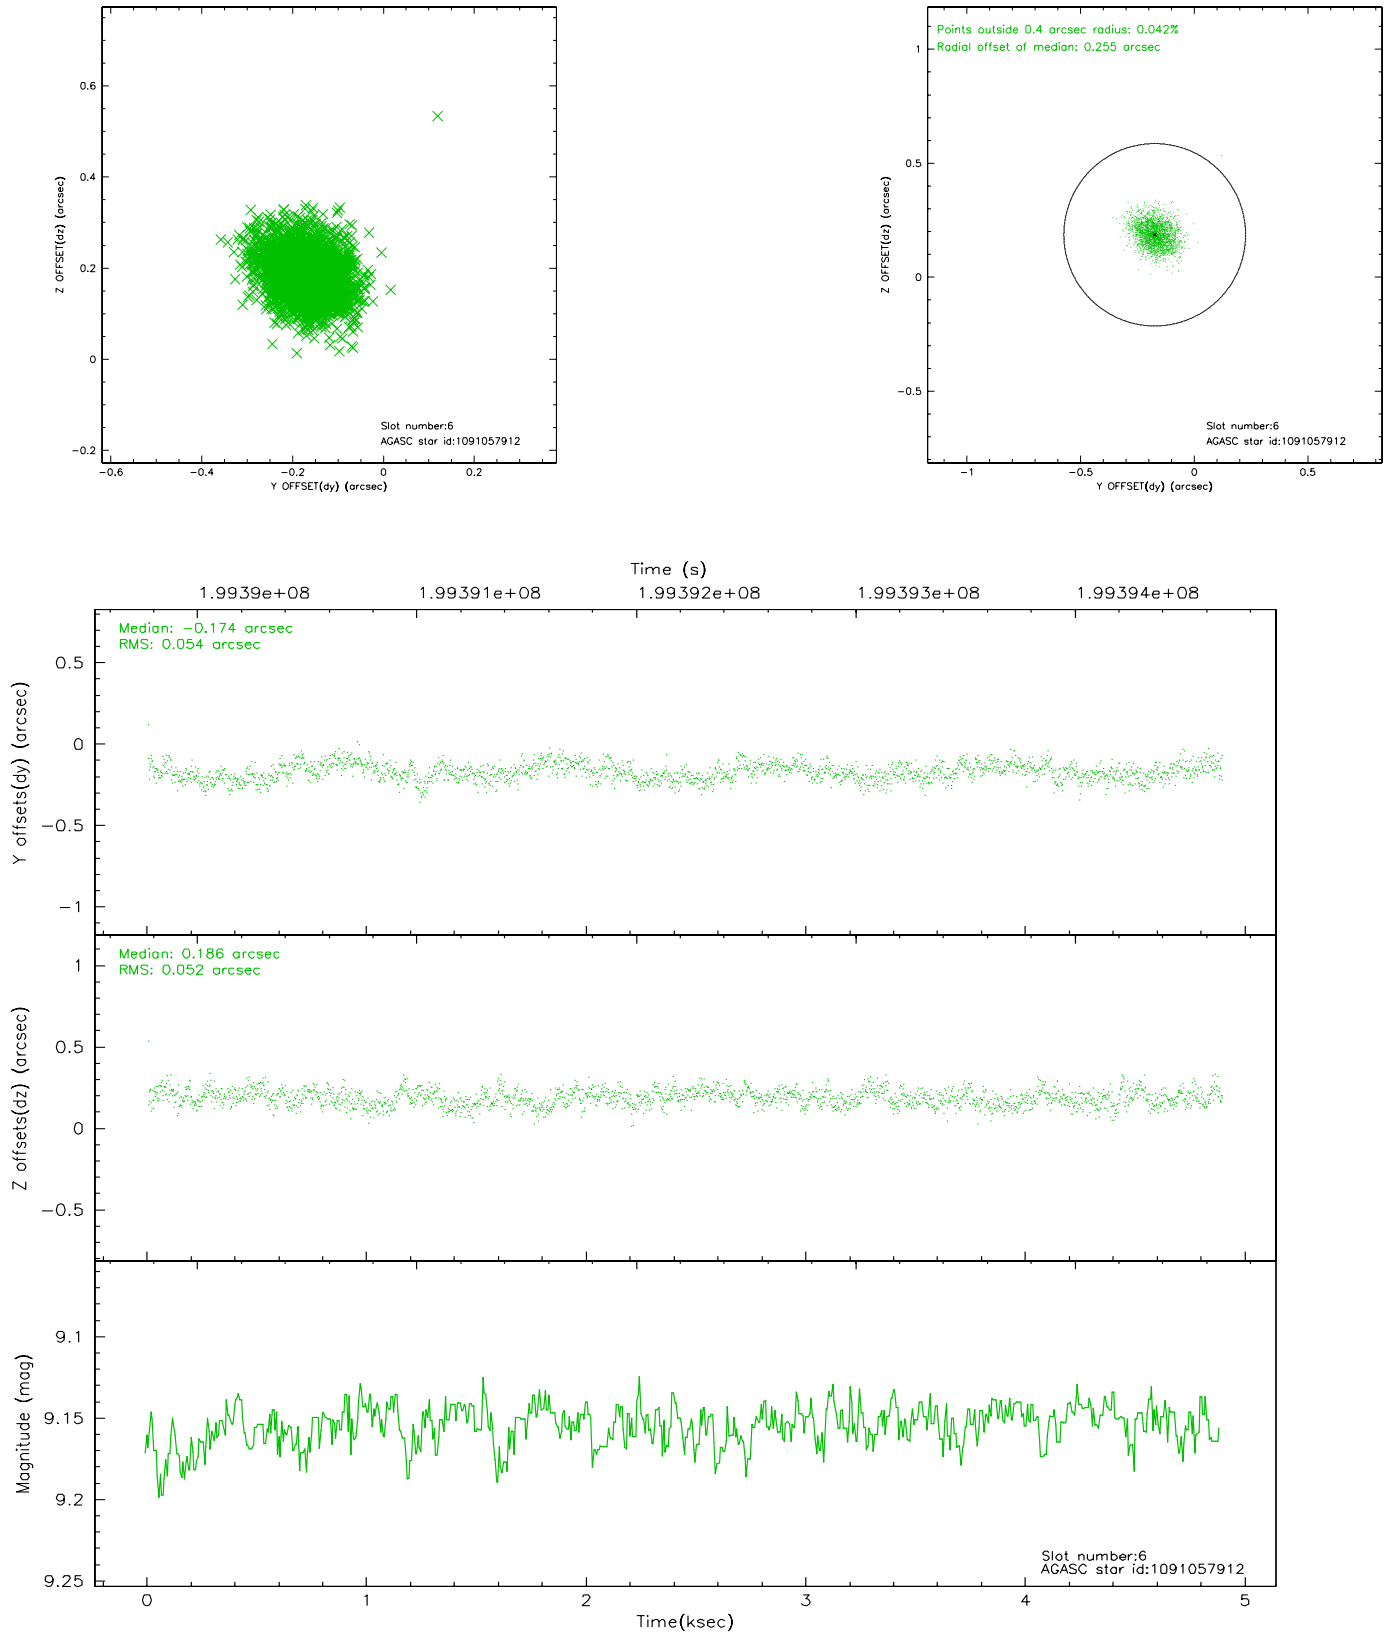 Points outside 0.4 arcsec radius: 0.042%
Radial offset of median: 0.255 arcsec
Z OFFSET(dz) (arcsec)
0.6
0.4
0.2
0
−0.2
−0.6 −0.4 −0.2 0 0.2
Y OFFSET(dy) (arcsec)
Slot number:6
AGASC star id:1091057912
Z OFFSET(dz) (arcsec)
1
0.5
0
−0.5
−1 −0.5 0 0.5
Y OFFSET(dy) (arcsec)
Slot number:6
AGASC star id:1091057912
Time (s)
1.9939e+08 1.99391e+08 1.99392e+08 1.99393e+08 1.99394e+08
Median: −0.174 arcsec
RMS: 0.054 arcsec
Y offsets(dy) (arcsec)
0.5
0
−0.5
−1
Median: 0.186 arcsec
RMS: 0.052 arcsec
Z offsets(dz) (arcsec)
1
0.5
0
−0.5
Magnitude (mag)
9.1
9.15
9.2
9.25
Slot number:6
AGASC star id:1091057912
0 1 2 3 4 5
Time(ksec)